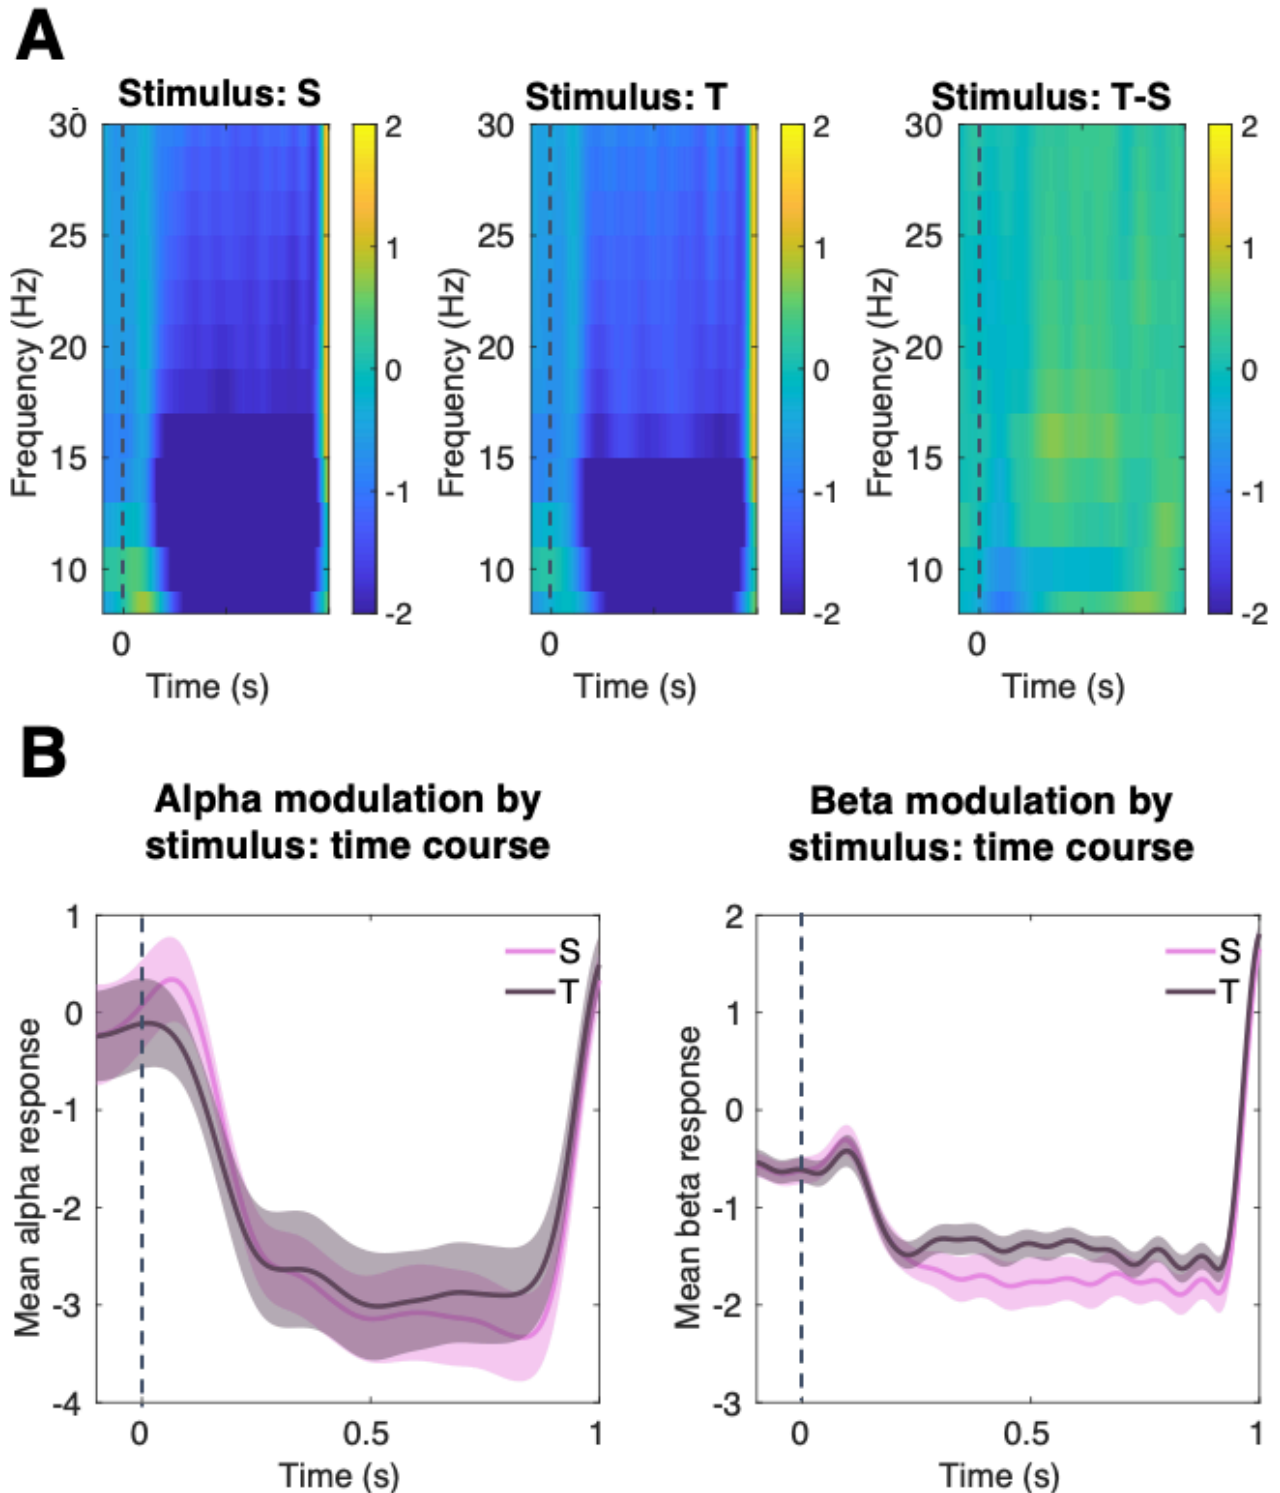 A
Stimulus: S
Stimulus: T
Stimulus: T-S
30
25
20
15
10
Frequency (Hz)
0
Time (s)
2
1
0
-1
-2
30
25
20
15
10
Frequency (Hz)
0
Time (s)
2
1
0
-1
-2
30
25
20
15
10
Frequency (Hz)
0
Time (s)
2
1
0
-1
-2
B
Alpha modulation by
stimulus: time course
1
0
-1
-2
-3
-4
Mean alpha response
S
T
0
0.5
1
Time (s)
Beta modulation by
stimulus: time course
2
1
0
-1
-2
-3
Mean beta response
S
T
0
0.5
1
Time (s)